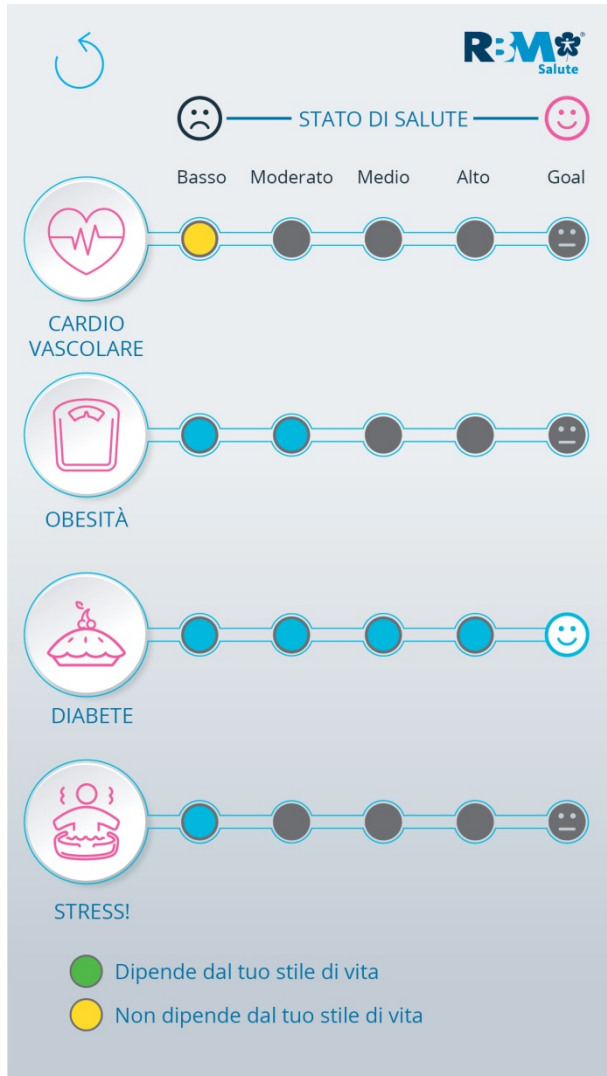 RBM
Salute
STATO DI SALUTE
Basso Moderato Medio Alto Goal
CARDIO
VASCOLARE
OBESITÀ
DIABETE
STRESS!
Dipende dal tuo stile di vita
Non dipende dal tuo stile di vita